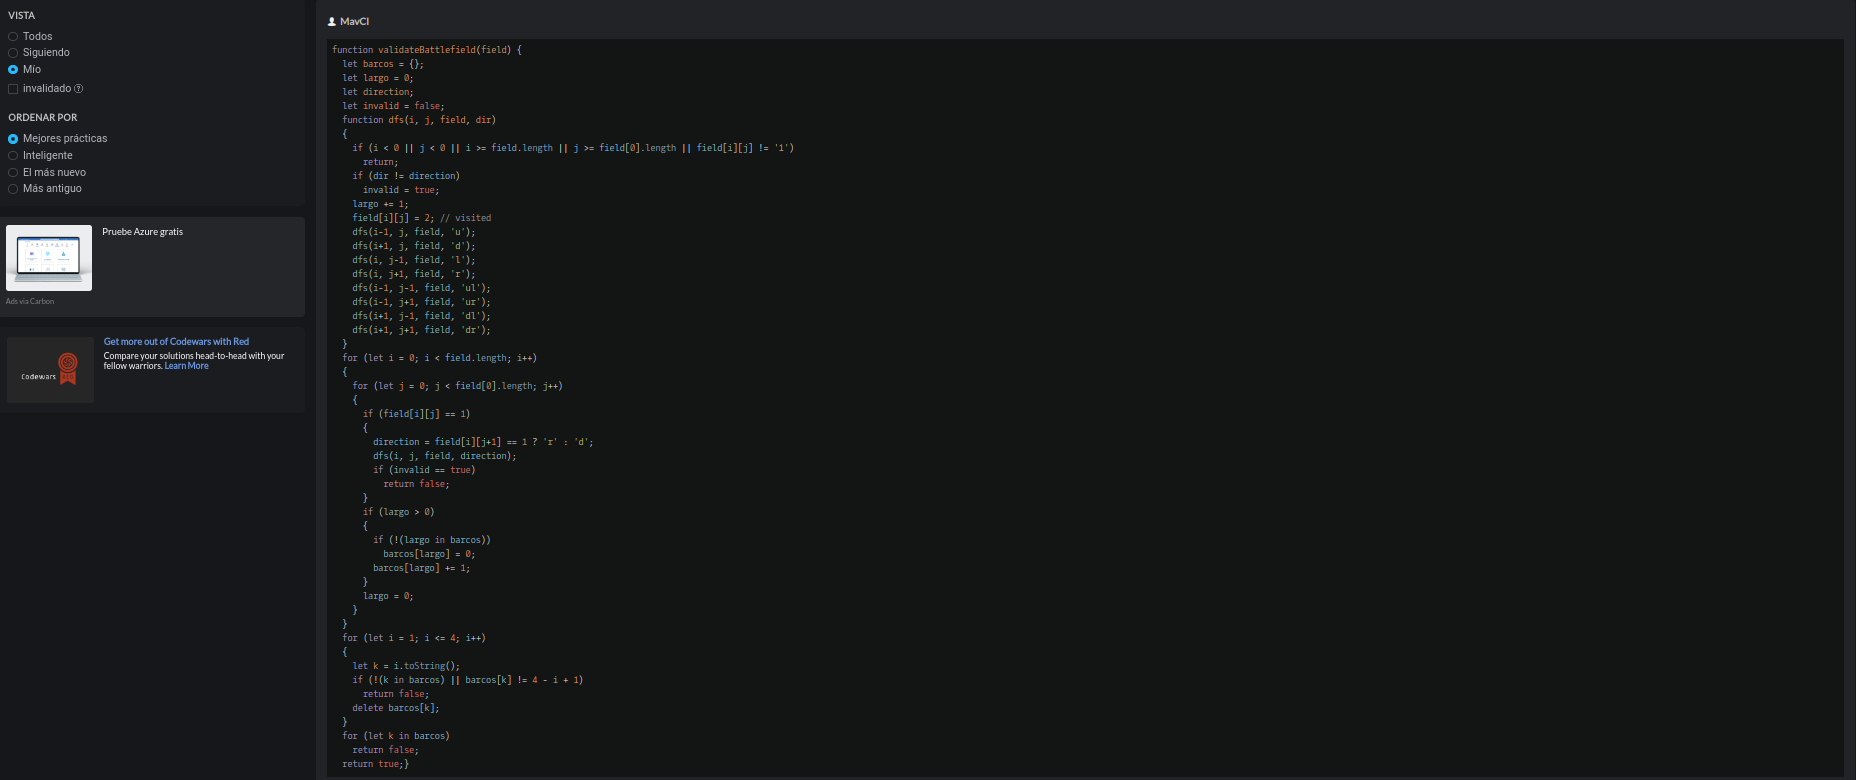 VISTA
Todos
Siguiendo
Mío
invalidado ?
ORDENAR POR
Mejores prácticas
Inteligente
El más nuevo
Más antiguo
Pruebe Azure gratis
Ads via Carbon
Codewars
Get more out of Codewars with Red
Compare your solutions head-to-head with your
fellow warriors. Learn More
MavCl
function validateBattlefield(field) {
  let barcos = {};
  let largo = 0;
  let direction;
  let invalid = false;
  function dfs(i, j, field, dir)
  {
    if (i < 0 || j < 0 || i >= field.length || j >= field[0].length || field[i][j] != '1')
      return;
    if (dir != direction)
      invalid = true;
    largo += 1;
    field[i][j] = 2; // visited
    dfs(i-1, j, field, 'u');
    dfs(i+1, j, field, 'd');
    dfs(i, j-1, field, 'l');
    dfs(i, j+1, field, 'r');
    dfs(i-1, j-1, field, 'ul');
    dfs(i-1, j+1, field, 'ur');
    dfs(i+1, j-1, field, 'dl');
    dfs(i+1, j+1, field, 'dr');
  }
  for (let i = 0; i < field.length; i++)
  {
    for (let j = 0; j < field[0].length; j++)
    {
      if (field[i][j] == 1)
      {
        direction = field[i][j+1] == 1 ? 'r' : 'd';
        dfs(i, j, field, direction);
        if (invalid == true)
          return false;
      }
      if (largo > 0)
      {
        if (!(largo in barcos))
          barcos[largo] = 0;
        barcos[largo] += 1;
      }
      largo = 0;
    }
  }
  for (let i = 1; i <= 4; i++)
  {
    let k = i.toString();
    if (!(k in barcos) || barcos[k] != 4 - i + 1)
      return false;
    delete barcos[k];
  }
  for (let k in barcos)
    return false;
  return true;}